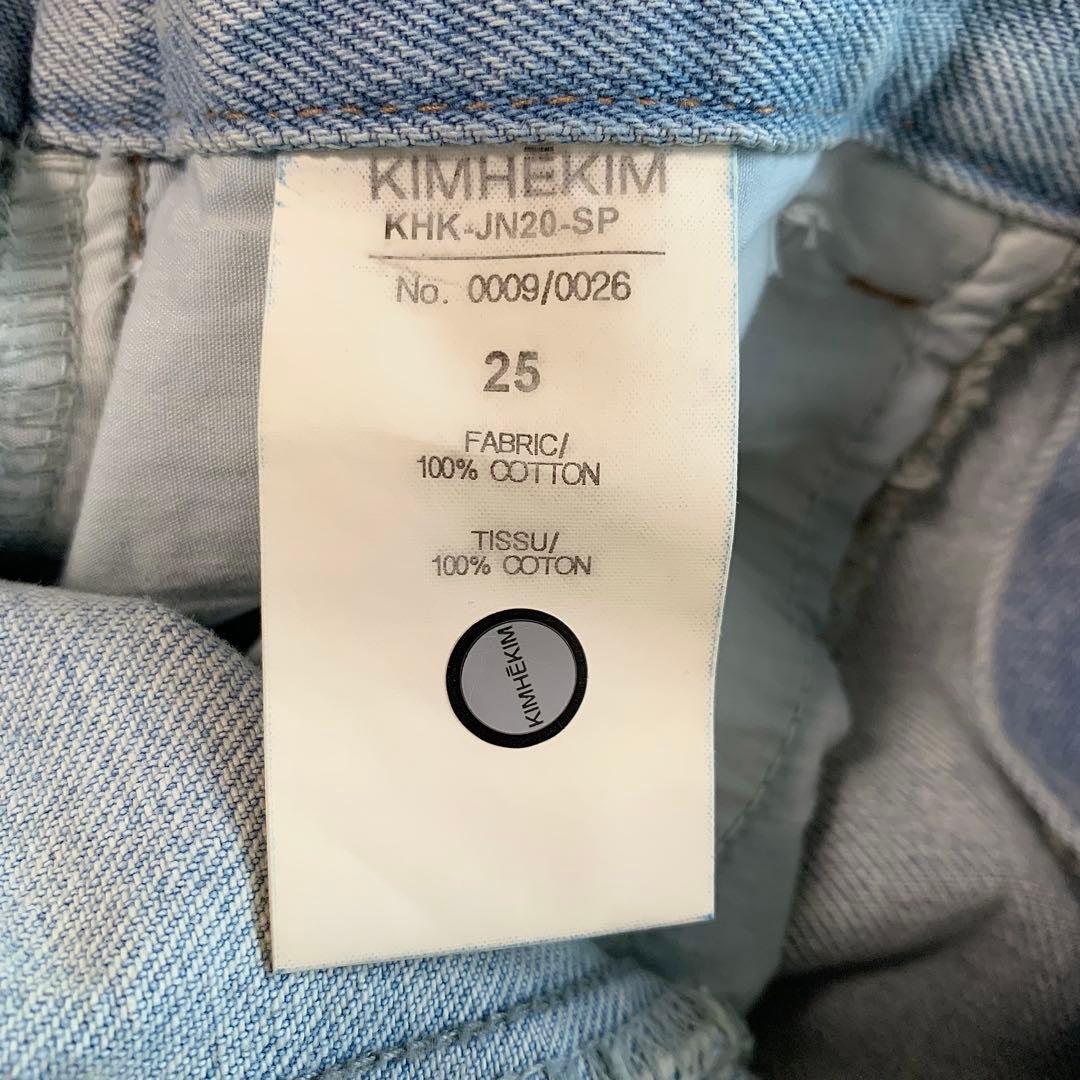 KIMHĒKIM
KHK-JN20-SP
No. 0009/0026
25
FABRIC/
100% COTTON
TISSU/
100% COTON
KIMHĒKIM